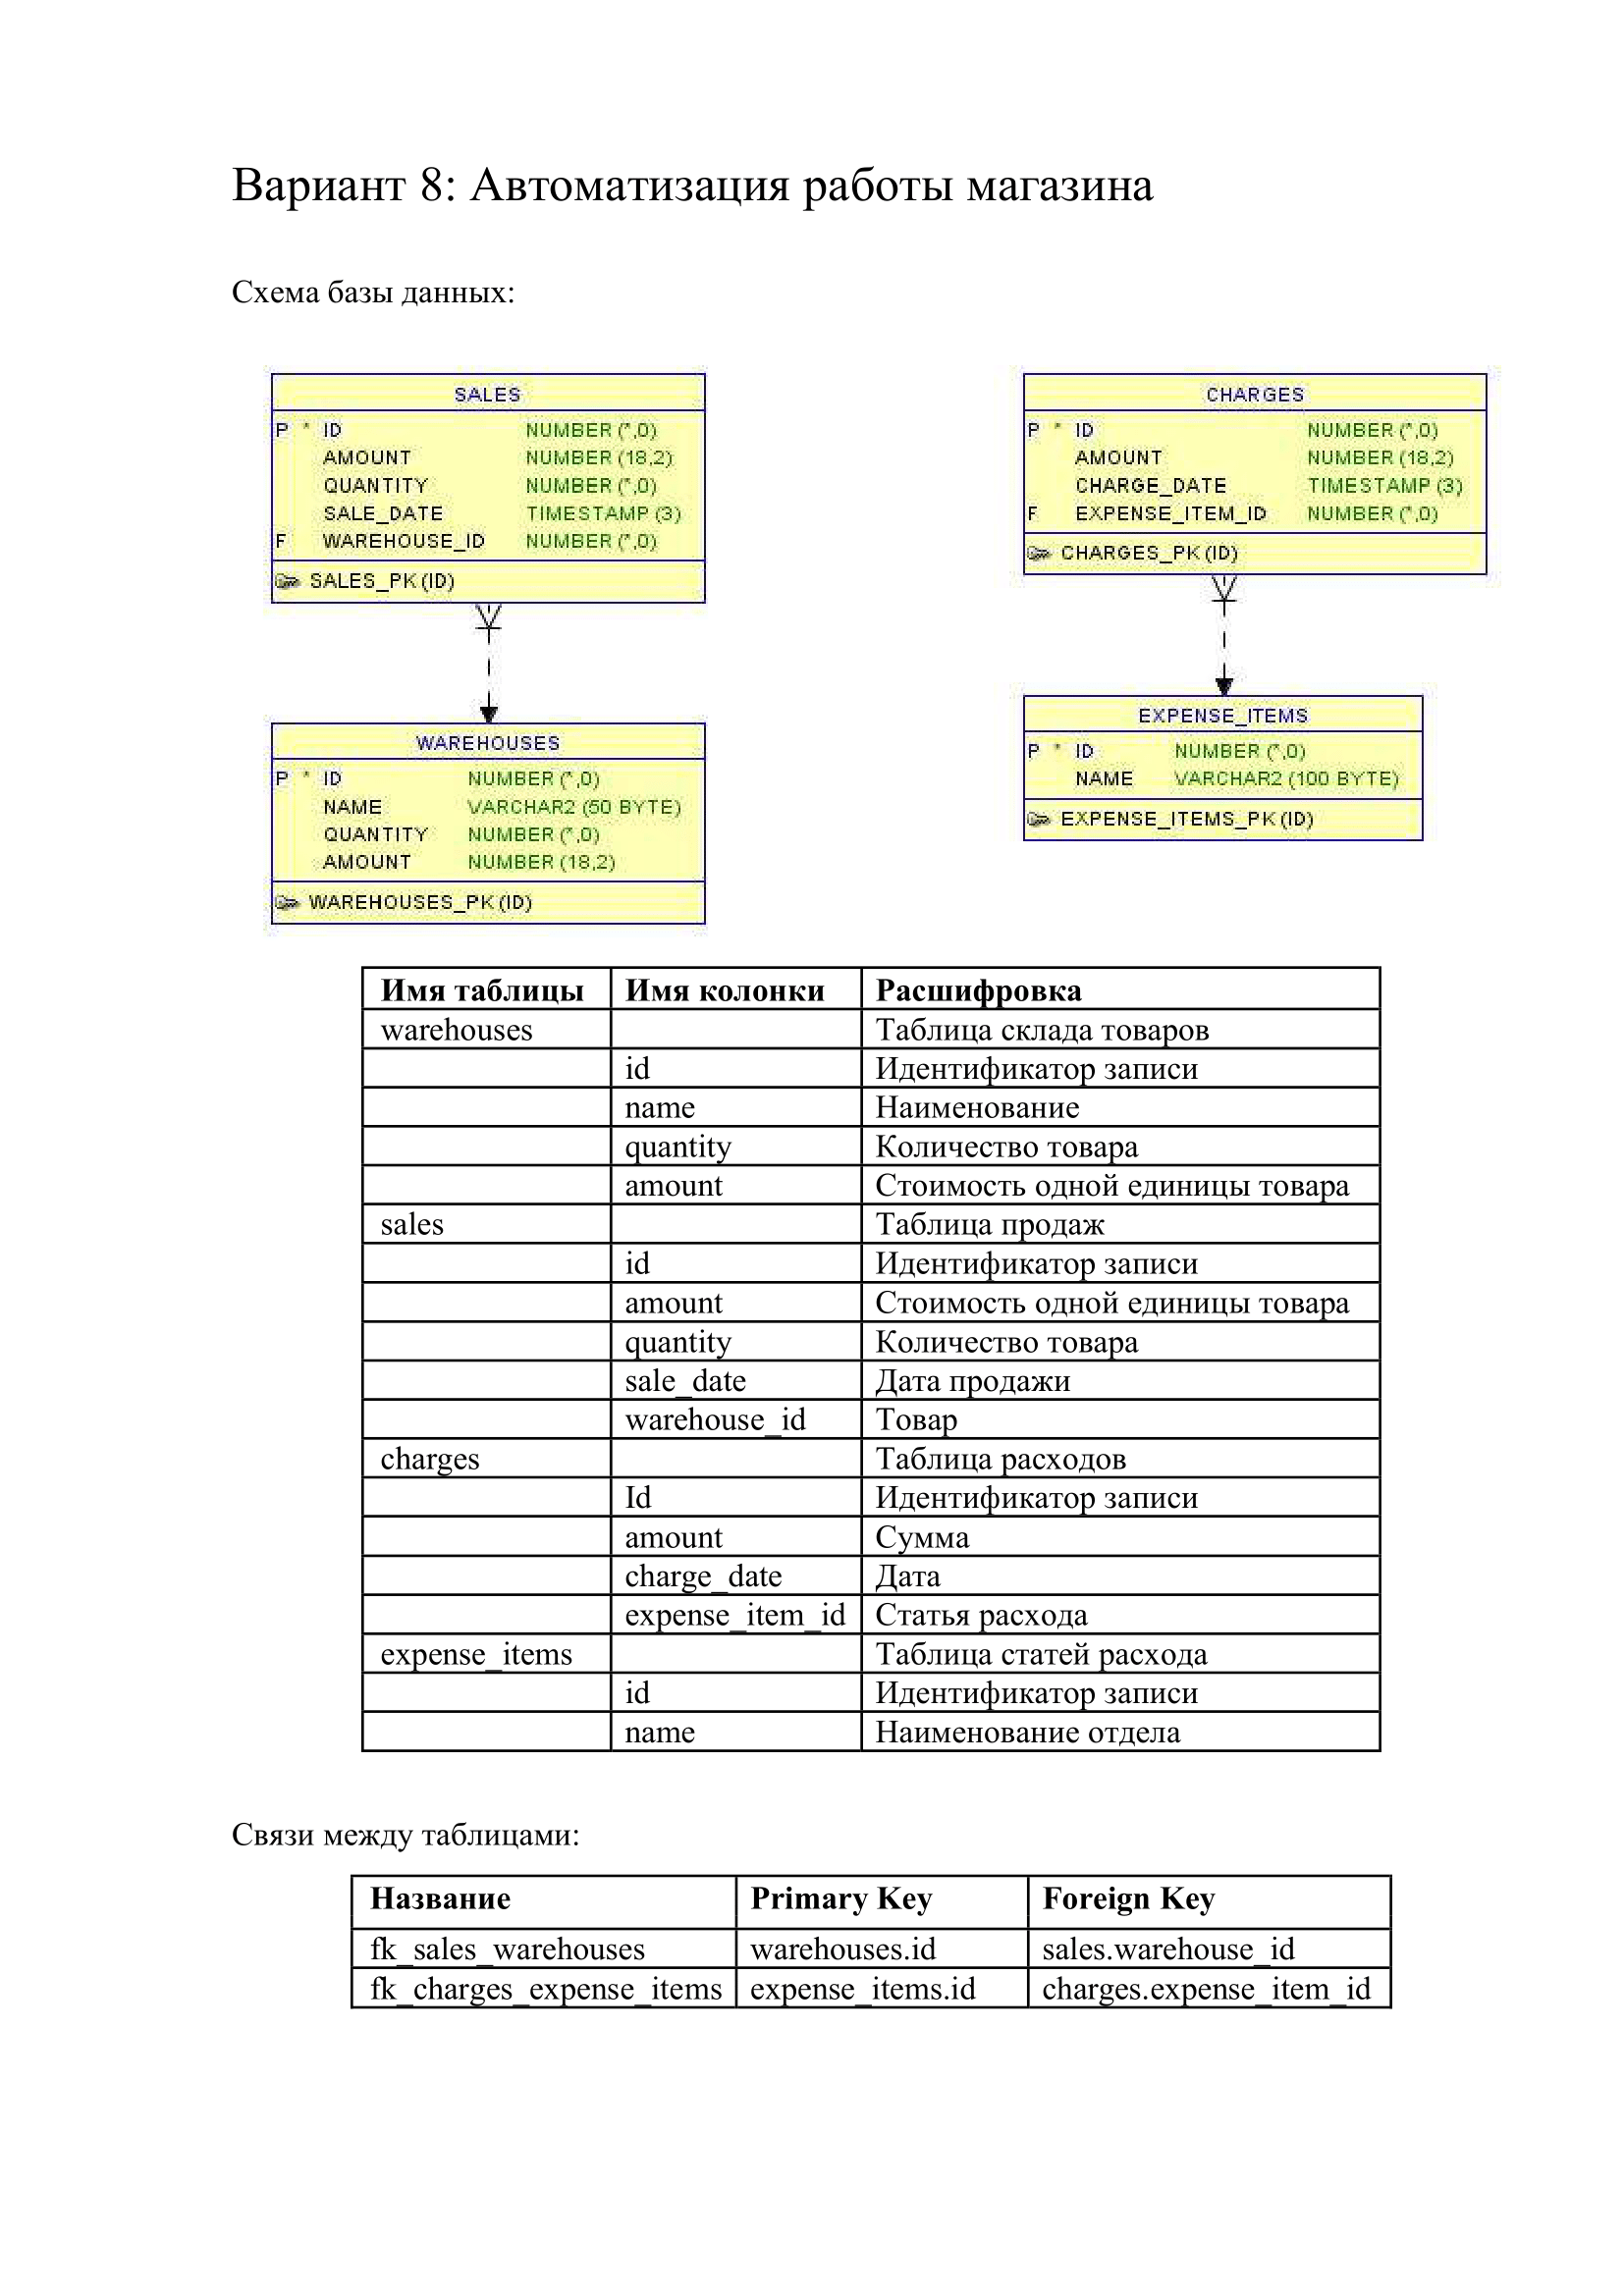 Вариант 8: Автоматизация работы магазина
Схема базы данных:
SALES
P * ID NUMBER (*,0)
AMOUNT NUMBER (18,2)
QUANTITY NUMBER (*,0)
SALE_DATE TIMESTAMP (3)
F WAREHOUSE_ID NUMBER (*,0)
SALES_PK (ID)
WAREHOUSES
P * ID NUMBER (*,0)
NAME VARCHAR2 (50 BYTE)
QUANTITY NUMBER (*,0)
AMOUNT NUMBER (18,2)
WAREHOUSES_PK (ID)
CHARGES
P * ID NUMBER (*,0)
AMOUNT NUMBER (18,2)
CHARGE_DATE TIMESTAMP (3)
F EXPENSE_ITEM_ID NUMBER (*,0)
CHARGES_PK (ID)
EXPENSE_ITEMS
P * ID NUMBER (*,0)
NAME VARCHAR2 (100 BYTE)
EXPENSE_ITEMS_PK (ID)
Имя таблицы Имя колонки Расшифровка
warehouses Таблица склада товаров
id Идентификатор записи
name Наименование
quantity Количество товара
amount Стоимость одной единицы товара
sales Таблица продаж
id Идентификатор записи
amount Стоимость одной единицы товара
quantity Количество товара
sale_date Дата продажи
warehouse_id Товар
charges Таблица расходов
Id Идентификатор записи
amount Сумма
charge_date Дата
expense_item_id Статья расхода
expense_items Таблица статей расхода
id Идентификатор записи
name Наименование отдела
Связи между таблицами:
Название Primary Key Foreign Key
fk_sales_warehouses warehouses.id sales.warehouse_id
fk_charges_expense_items expense_items.id charges.expense_item_id